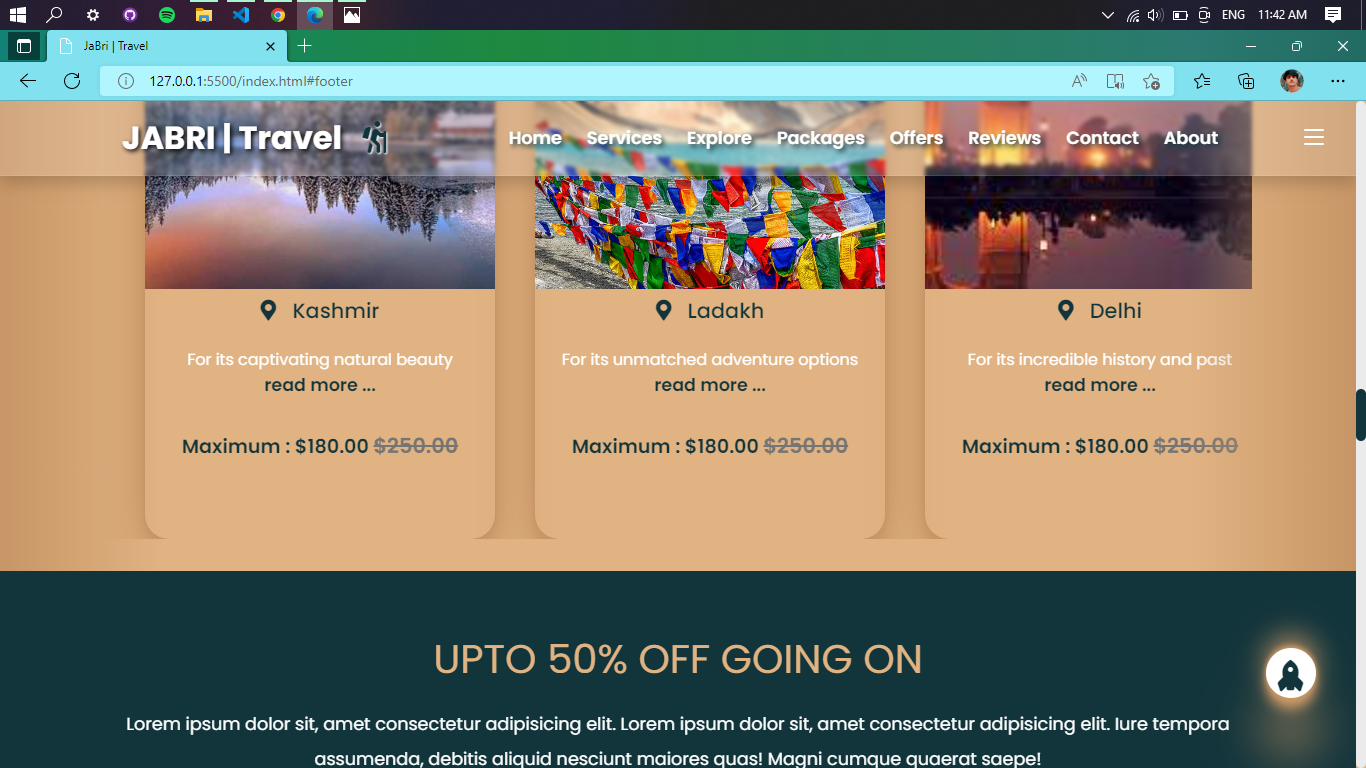 ENG 11:42 AM
JaBri | Travel
127.0.0.1:5500/index.html#footer
JABRI | Travel Home Services Explore Packages Offers Reviews Contact About
Kashmir Ladakh Delhi
For its captivating natural beauty For its unmatched adventure options For its incredible history and past
read more ... read more ... read more ...
Maximum : $180.00 $250.00 Maximum : $180.00 $250.00 Maximum : $180.00 $250.00
UPTO 50% OFF GOING ON
Lorem ipsum dolor sit, amet consectetur adipisicing elit. Lorem ipsum dolor sit, amet consectetur adipisicing elit. Iure tempora
assumenda, debitis aliquid nesciunt maiores quas! Magni cumque quaerat saepe!